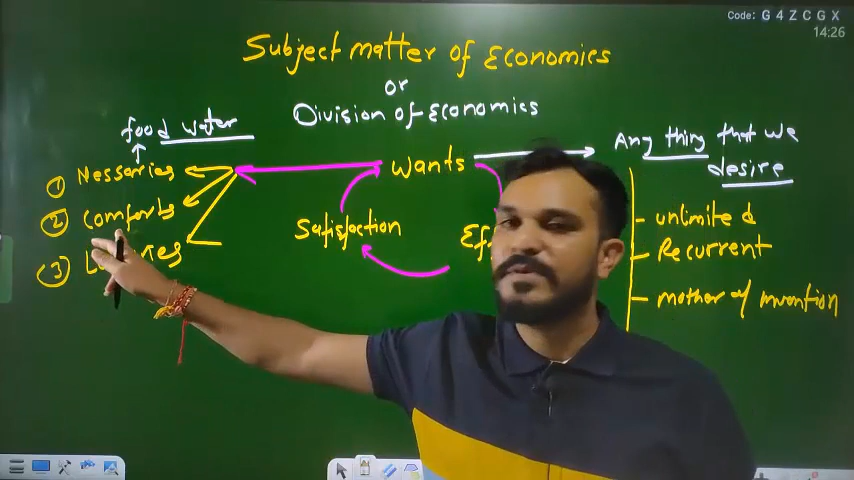 Code: G 4 Z C G X
14:26
Subject matter of Economics
or
Division of Economics
food water
① Nessaries
② Comforts
③
Wants
Any thing that we
desire
Satisfaction
- unlimited
- Recurrent
- mother of invention